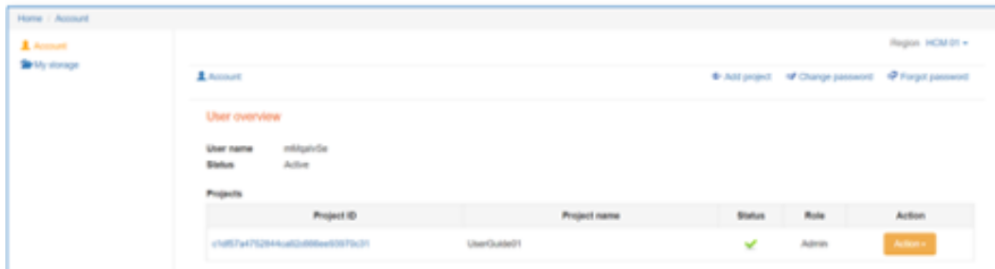 Home / Account
Account
Region HCM-01
My storage
Account
Add project Change password Forgot password
User overview
User name
Status Active
Projects
Project ID Project name Status Role Action
UserGuide01 Admin Action